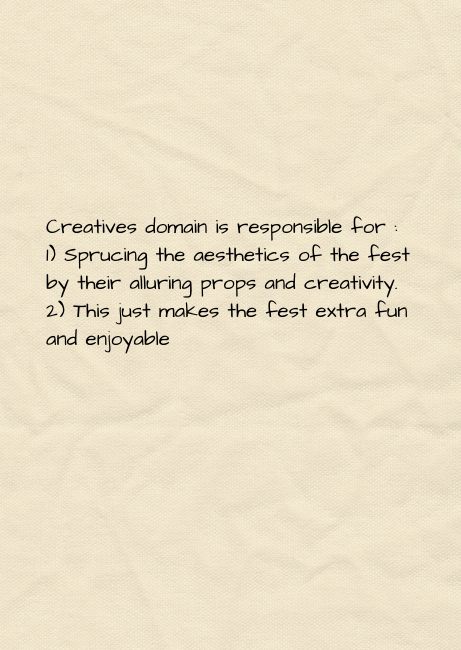 Creatives domain is responsible for :
1) Sprucing the aesthetics of the fest
by their alluring props and creativity.
2) This just makes the fest extra fun
and enjoyable